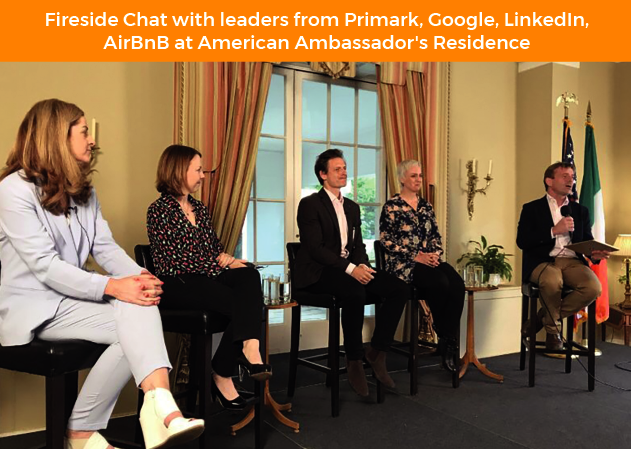 Fireside Chat with leaders from Primark, Google, LinkedIn,
AirBnB at American Ambassador's Residence